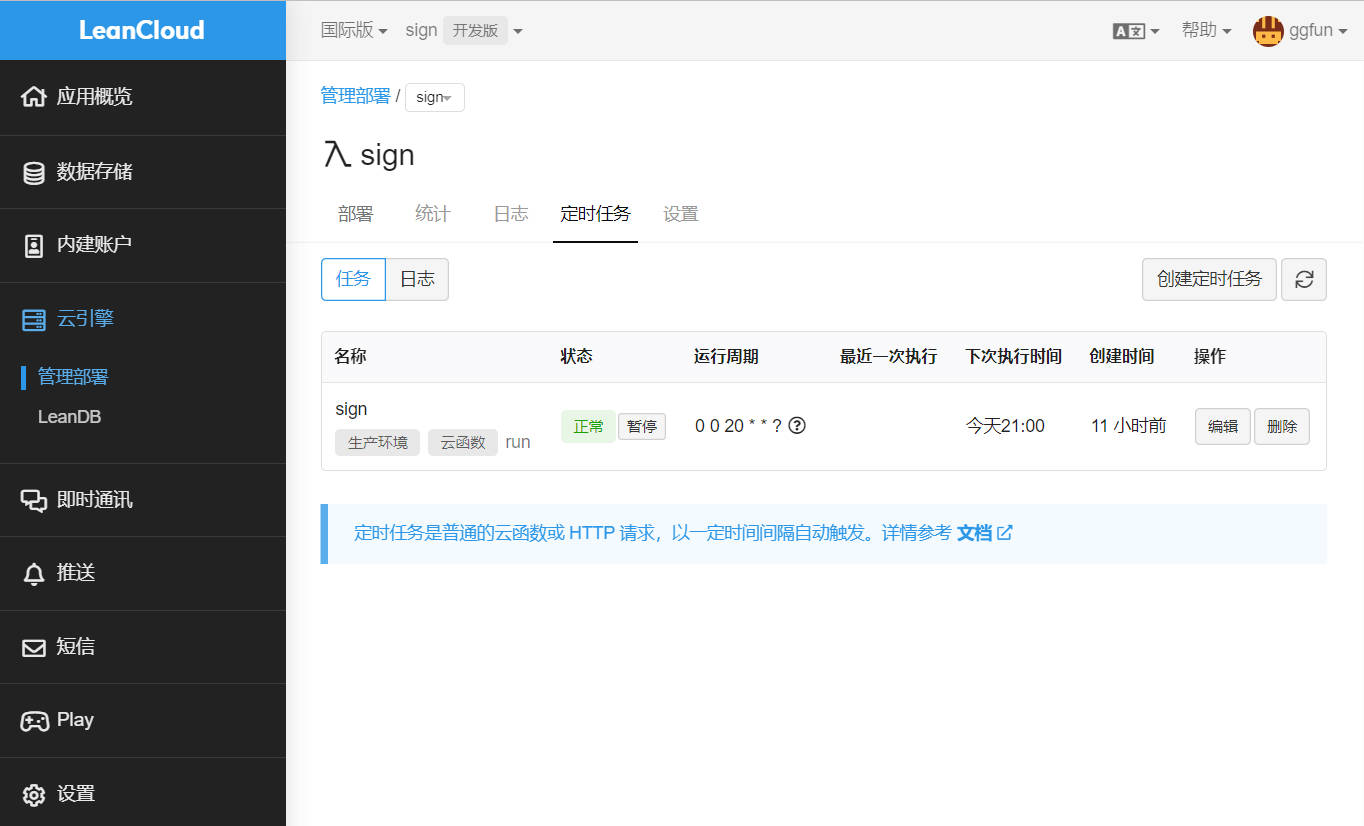 LeanCloud
国际版 sign 开发版 帮助 ggfun
应用概览
数据存储
内建账户
云引擎
管理部署
LeanDB
即时通讯
推送
短信
Play
设置
管理部署 / sign
入 sign
部署 统计 日志 定时任务 设置
任务 日志 创建定时任务
名称 状态 运行周期 最近一次执行 下次执行时间 创建时间 操作
sign
生产环境 云函数 run 正常 暂停 0 0 20 * * ? 今天21:00 11 小时前 编辑 删除
定时任务是普通的云函数或 HTTP 请求，以一定时间间隔自动触发。详情参考 文档